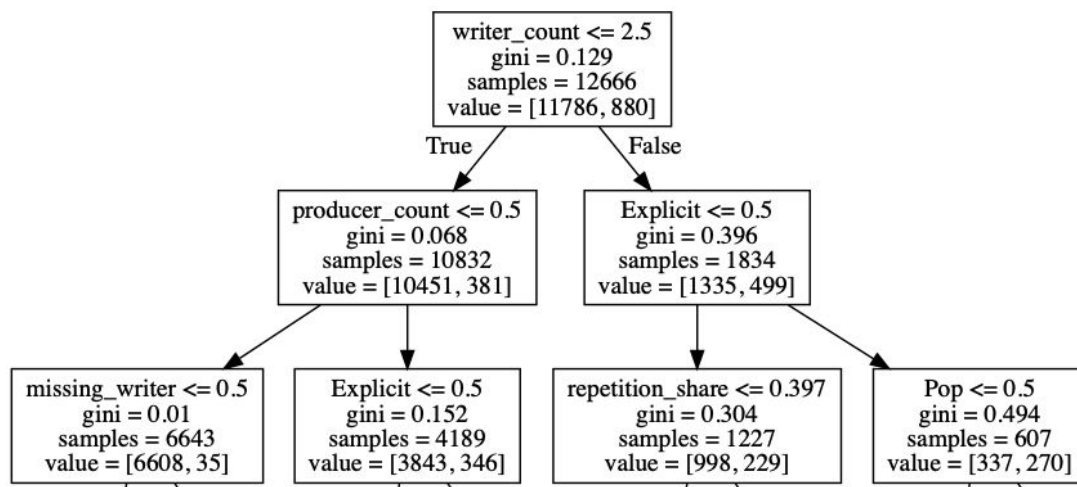 writer_count <= 2.5
gini = 0.129
samples = 12666
value = [11786, 880]
True
False
producer_count <= 0.5
gini = 0.068
samples = 10832
value = [10451, 381]
Explicit <= 0.5
gini = 0.396
samples = 1834
value = [1335, 499]
missing_writer <= 0.5
gini = 0.01
samples = 6643
value = [6608, 35]
Explicit <= 0.5
gini = 0.152
samples = 4189
value = [3843, 346]
repetition_share <= 0.397
gini = 0.304
samples = 1227
value = [998, 229]
Pop <= 0.5
gini = 0.494
samples = 607
value = [337, 270]